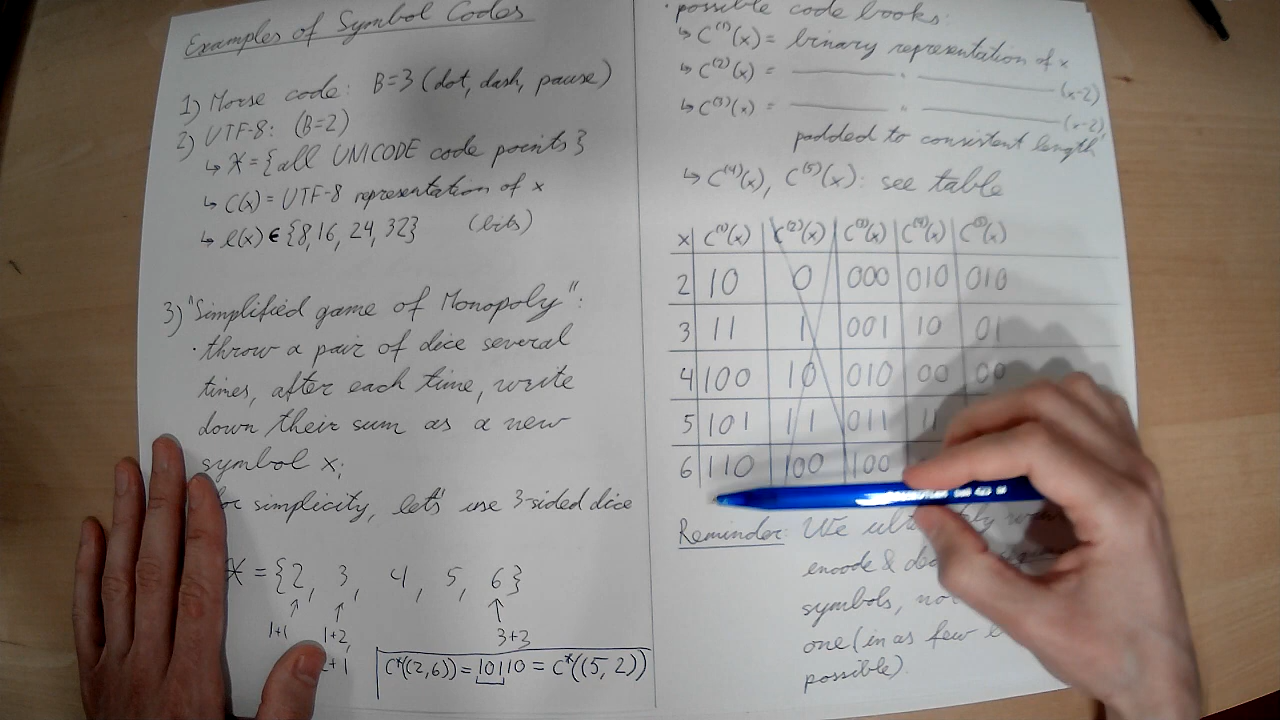 Examples of Symbol Codes
1) Morse code: B=3 (dot, dash, pause)
2) UTF-8: (B=2)
↳ X = {all UNICODE code points}
↳ C(x) = UTF-8 representation of x
↳ ℓ(x) ∈ {8, 16, 24, 32} (bits)
3) "Simplified game of Monopoly":
· throw a pair of dice several
times, after each time, write
down their sum as a new
symbol xᵢ
simplicity, let's use 3-sided dice
X = {2, 3, 4, 5, 6}
↑ ↑ ↑
1+1 1+2, 3+3
+1
C*((2,6)) = 10110 = C*((5,2))
· possible code books:
↳ C⁽¹⁾(x) = binary representation of x
↳ C⁽²⁾(x) = ——— " ——— (x-2)
↳ C⁽³⁾(x) = ——— " ——— (x-2),
padded to consistent length
↳ C⁽⁴⁾(x), C⁽⁵⁾(x): see table
x C⁽¹⁾(x) C⁽²⁾(x) C⁽³⁾(x) C⁽⁴⁾(x) C⁽⁵⁾(x)
2 10 0 000 010 010
3 11 1 001 10 01
4 100 10 010 00 00
5 101 11 011 11
6 110 100 100
Reminder: We
encode &
symbols,
one (in as few
possible).